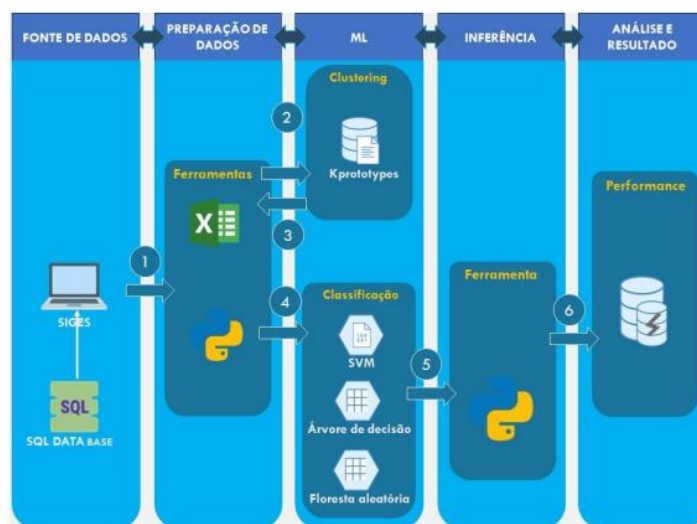 FONTE DE DADOS
PREPARAÇÃO DE
DADOS
ML
INFERÊNCIA
ANÁLISE E
RESULTADO
Clustering
2
Kprototypes
Ferramentas
X
3
1
SIGES
SQL
SQL DATA BASE
4
Classificação
SVM
Árvore de decisão
Floresta aleatória
5
Ferramenta
6
Performance